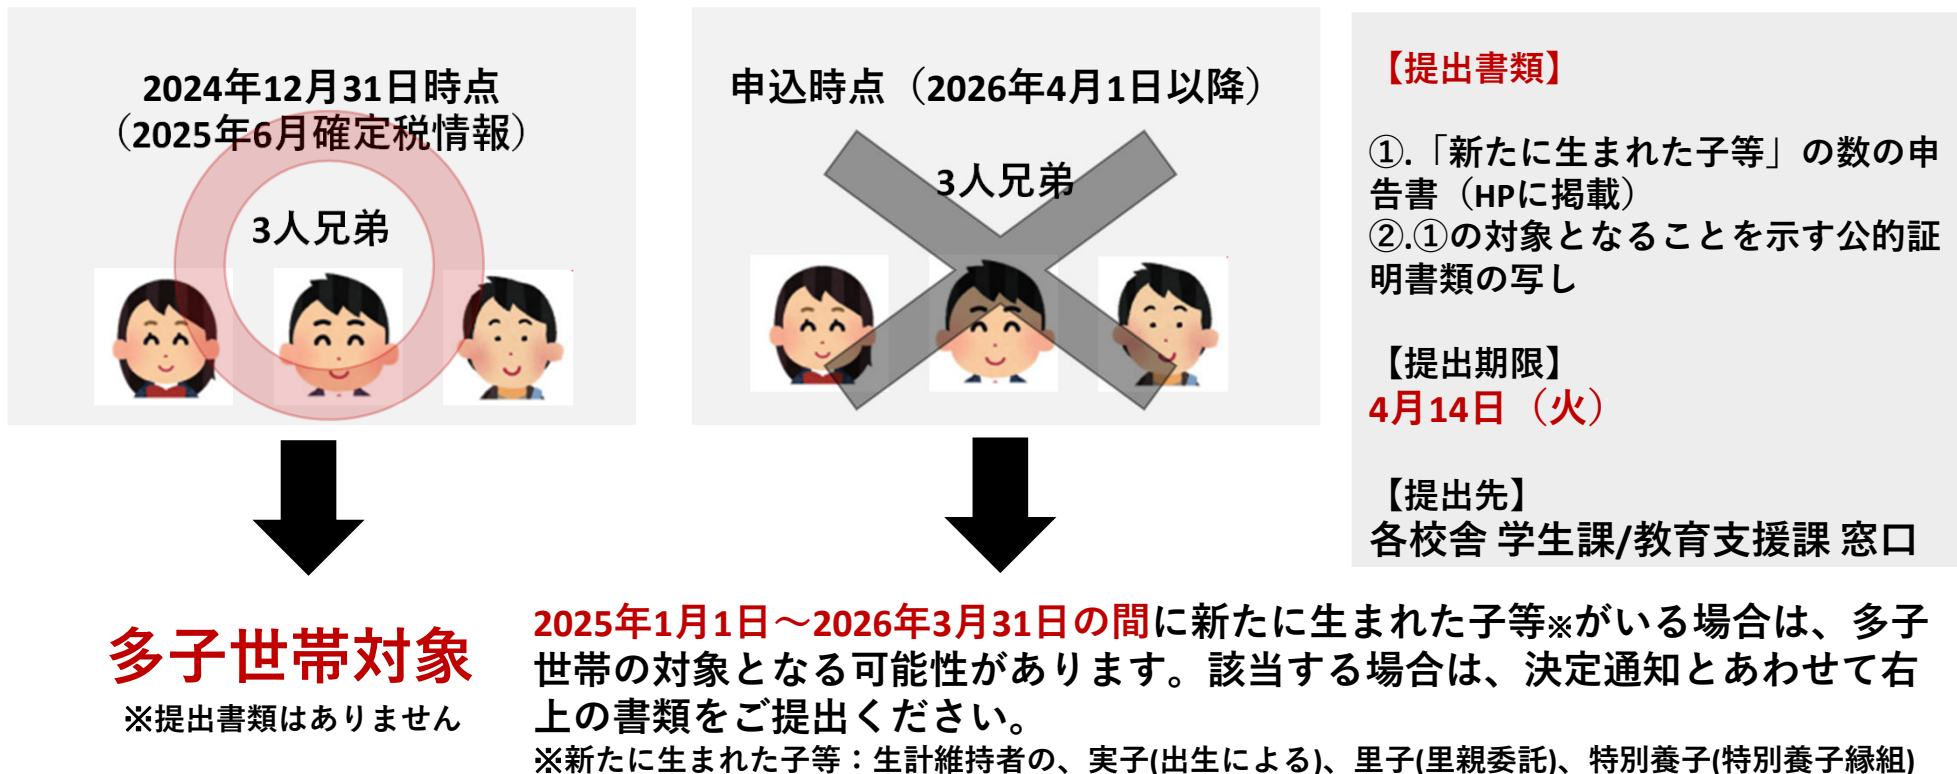 2024年12月31日時点
（2025年6月確定税情報）
3人兄弟
申込時点（2026年4月1日以降）
3人兄弟
【提出書類】
①.「新たに生まれた子等」の数の申
告書（HPに掲載）
②.①の対象となることを示す公的証
明書類の写し
【提出期限】
4月14日（火）
【提出先】
各校舎 学生課/教育支援課 窓口
多子世帯対象
※提出書類はありません
2025年1月1日～2026年3月31日の間に新たに生まれた子等※がいる場合は、多子
世帯の対象となる可能性があります。該当する場合は、決定通知とあわせて右
上の書類をご提出ください。
※新たに生まれた子等：生計維持者の、実子(出生による)、里子(里親委託)、特別養子(特別養子縁組)